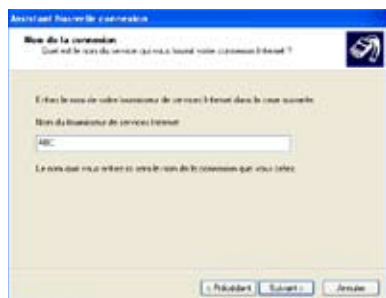 Assistant Nouvelle connexion
Nom de la connexion
Quel est le nom du service qui vous fournit votre connexion Internet ?
Entrez le nom de votre fournisseur de services Internet dans la case suivante.
Nom du fournisseur de services Internet
ABC
Le nom que vous entrez ici sera le nom de la connexion que vous créez.
< Précédent
Suivant >
Annuler